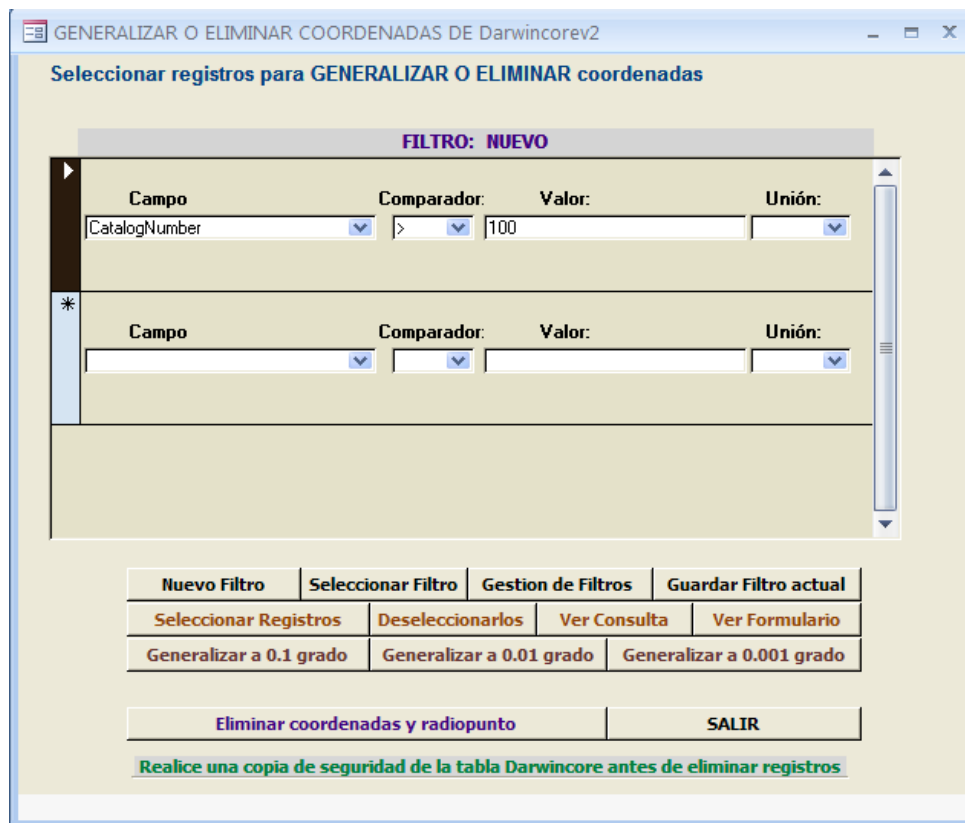 GENERALIZAR O ELIMINAR COORDENADAS DE Darwincorev2
Seleccionar registros para GENERALIZAR O ELIMINAR coordenadas
FILTRO: NUEVO
Campo Comparador: Valor: Unión:
CatalogNumber > 100
Campo Comparador: Valor: Unión:
Nuevo Filtro Seleccionar Filtro Gestion de Filtros Guardar Filtro actual
Seleccionar Registros Deseleccionarlos Ver Consulta Ver Formulario
Generalizar a 0.1 grado Generalizar a 0.01 grado Generalizar a 0.001 grado
Eliminar coordenadas y radiopunto SALIR
Realice una copia de seguridad de la tabla Darwincore antes de eliminar registros